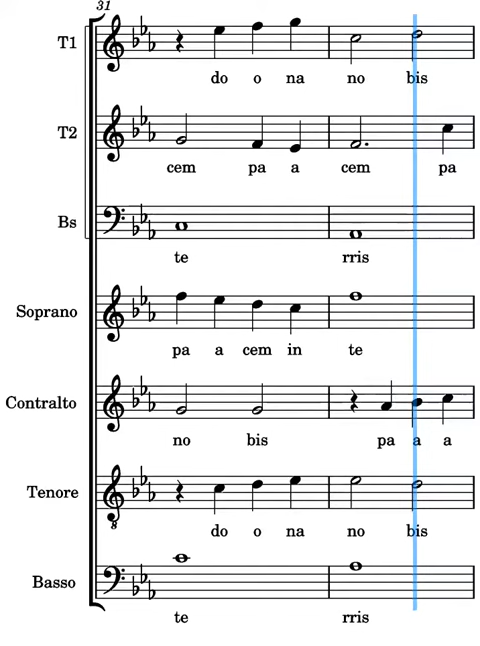 31
T1
do o na no bis
T2
cem pa a cem pa
Bs
te rris
Soprano
pa a cem in te
Contralto
no bis pa a a
Tenore
do o na no bis
8
Basso
te rris